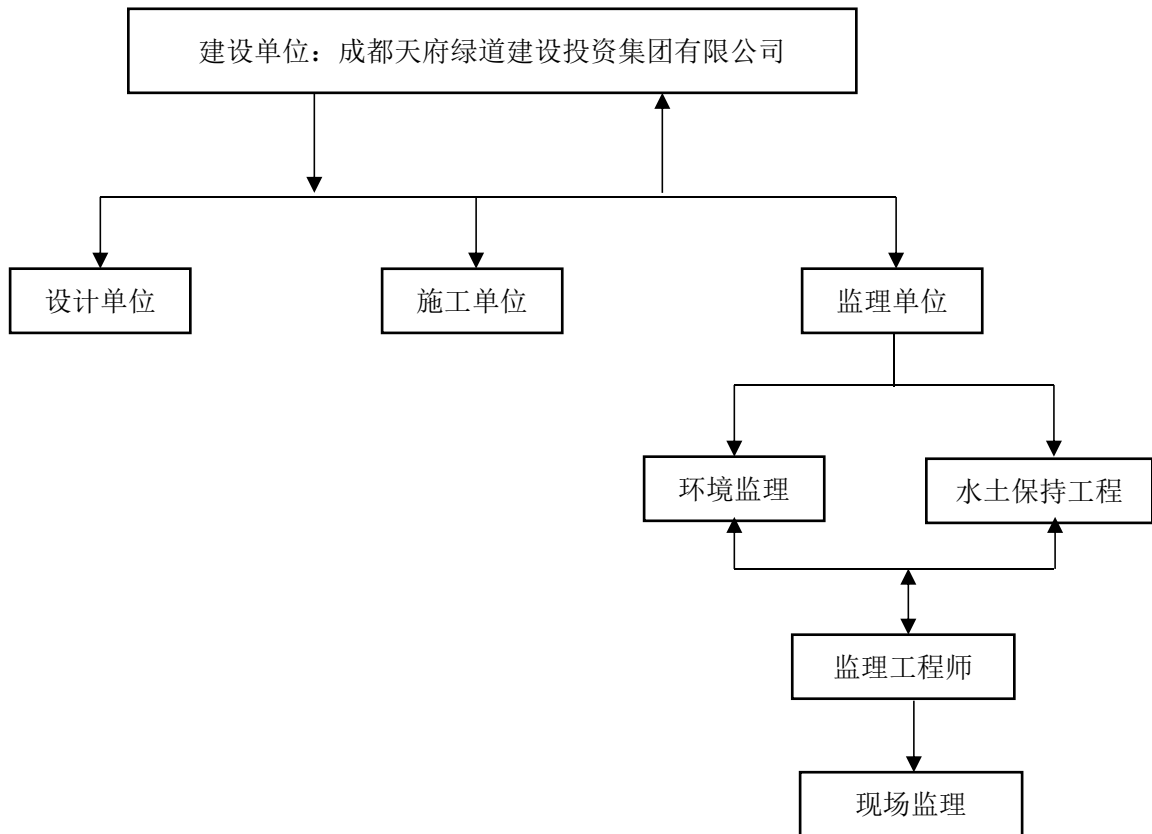 建设单位：成都天府绿道建设投资集团有限公司
设计单位
施工单位
监理单位
环境监理
水土保持工程
监理工程师
现场监理